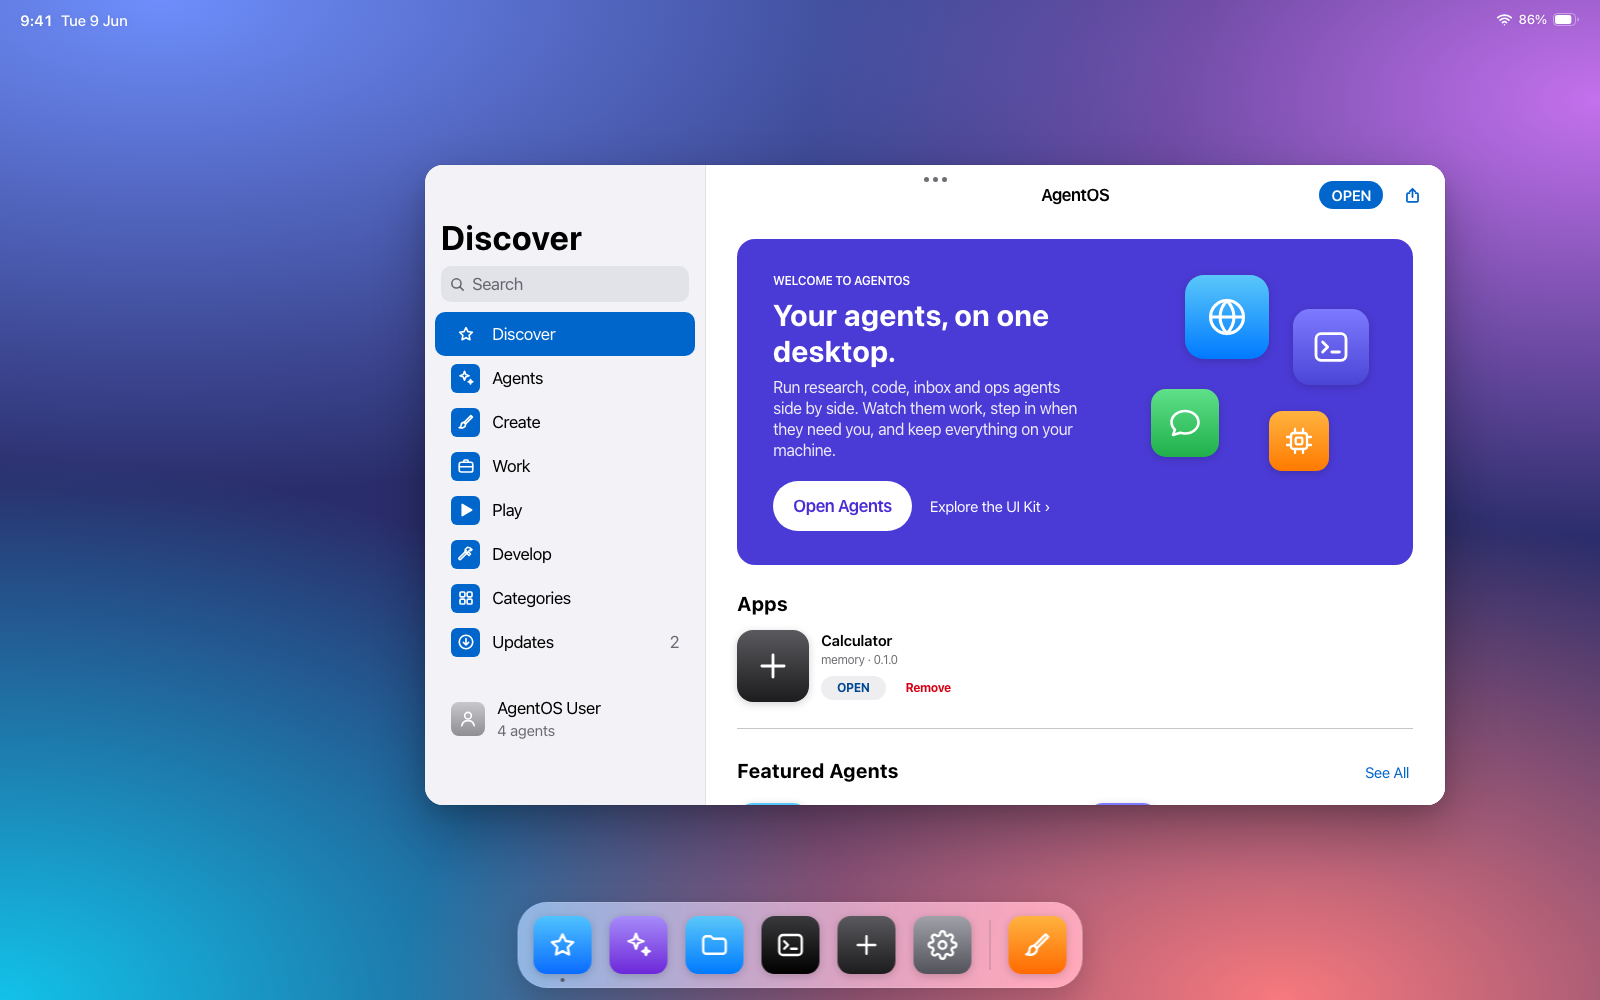 9:41 Tue 9 Jun
86%
Discover
Search
Discover
Agents
Create
Work
Play
Develop
Categories
Updates 2
AgentOS User
4 agents
AgentOS
OPEN
WELCOME TO AGENTOS
Your agents, on one
desktop.
Run research, code, inbox and ops agents
side by side. Watch them work, step in when
they need you, and keep everything on your
machine.
Open Agents
Explore the UI Kit ›
Apps
Calculator
memory · 0.1.0
OPEN
Remove
Featured Agents
See All